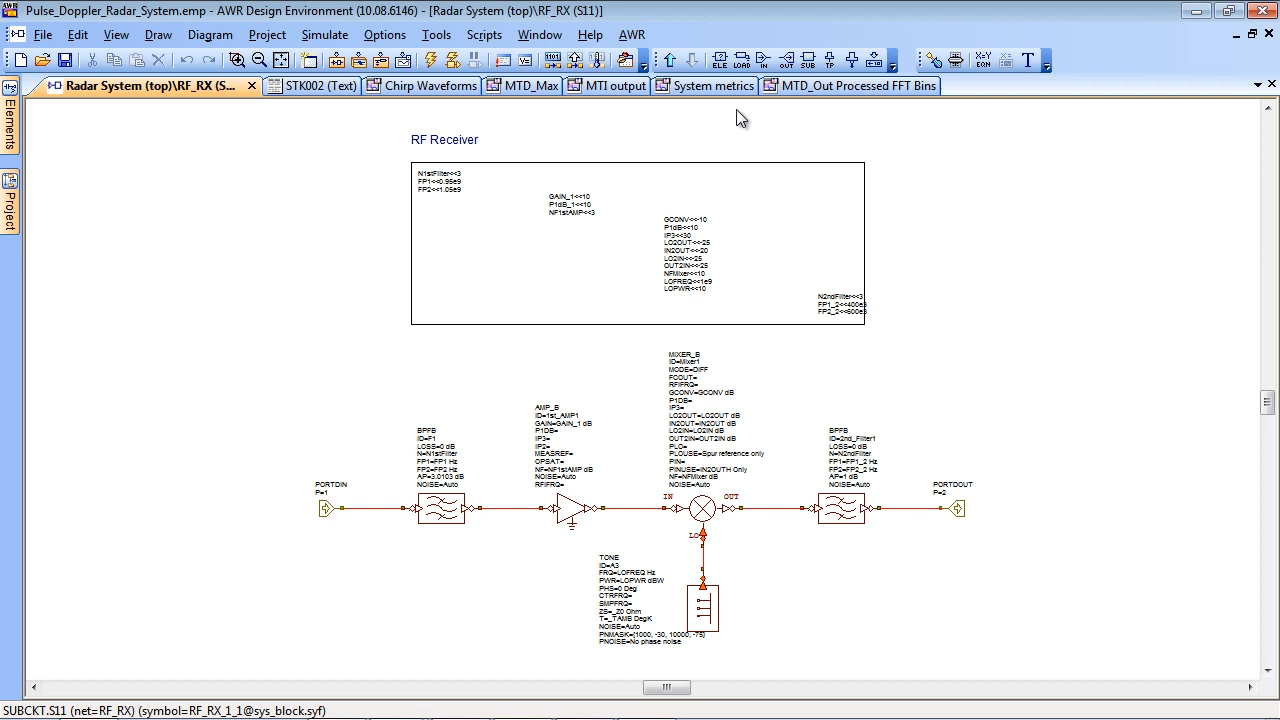 Pulse_Doppler_Radar_System.emp - AWR Design Environment (10.08.6146) - [Radar System (top)\RF_RX (S11)]
File Edit View Draw Diagram Project Simulate Options Tools Scripts Window Help AWR
ELE LOAD IN OUT SUB TR X-Y EQN T
Radar System (top)\RF_RX (S... STK002 (Text) Chirp Waveforms MTD_Max MTI output System metrics MTD_Out Processed FFT Bins
Elements
Project
RF Receiver
N1stFilter<<3
FP1<<0.95e9
FP2<<1.05e9
GAIN_1<<10
P1dB_1<<10
NF1stAMP<<3
GCONV<<-10
P1dB<<10
IP3<<30
LO2OUT<<-25
IN2OUT<<-20
LO2IN<<-25
OUT2IN<<-25
NFMixer<<10
LOFREQ<<1e9
LOPWR<<10
N2ndFilter<<3
FP1_2<<400e3
FP2_2<<600e3
PORTDIN
P=1
BPFB
ID=F1
LOSS=0 dB
N=N1stFilter
FP1=FP1 Hz
FP2=FP2 Hz
AP=3.0103 dB
NOISE=Auto
AMP_B
ID=1st_AMP1
GAIN=GAIN_1 dB
P1DB=
IP3=
IP2=
MEASREF=
OPSAT=
NF=NF1stAMP dB
NOISE=Auto
RFIFRQ=
MIXER_B
ID=Mixer1
MODE=DIFF
FCOUT=
RFIFRQ=
GCONV=GCONV dB
P1DB=
IP3=
LO2OUT=LO2OUT dB
IN2OUT=IN2OUT dB
LO2IN=LO2IN dB
OUT2IN=OUT2IN dB
PLO=
PLOUSE=Spur reference only
PIN=
PINUSE=IN2OUTH Only
NF=NFMixer dB
NOISE=Auto
IN OUT
LO
BPFB
ID=2nd_Filter1
LOSS=0 dB
N=N2ndFilter
FP1=FP1_2 Hz
FP2=FP2_2 Hz
AP=1 dB
NOISE=Auto
PORTDOUT
P=2
TONE
ID=A3
FRQ=LOFREQ Hz
PWR=LOPWR dBW
PHS=0 Deg
CTRFRQ=
SMPFRQ=
ZS=_Z0 Ohm
T=_TAMB DegK
NOISE=Auto
PNMASK={1000, -30, 10000, -75}
PNOISE=No phase noise
SUBCKT.S11 (net=RF_RX) (symbol=RF_RX_1_1@sys_block.syf)